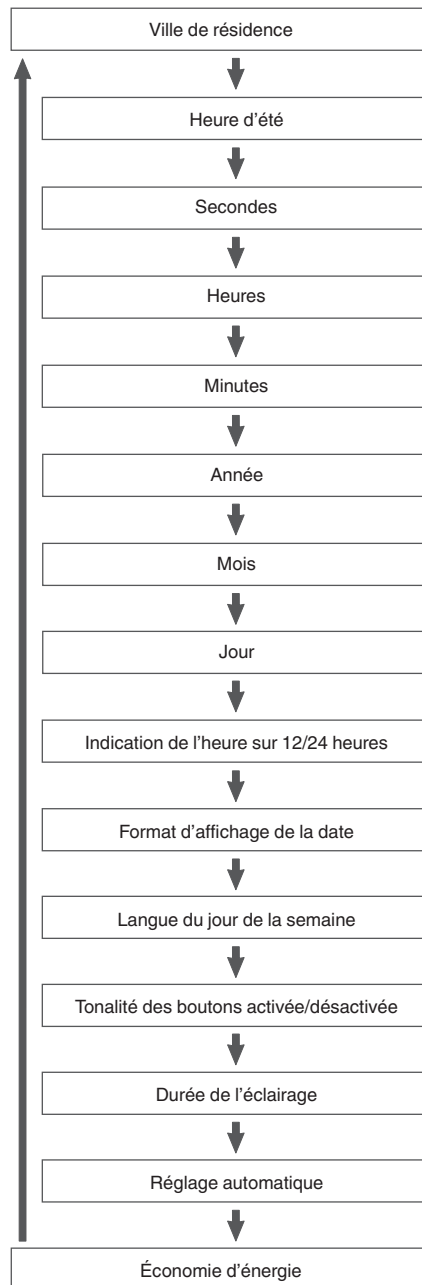 Ville de résidence
Heure d’été
Secondes
Heures
Minutes
Année
Mois
Jour
Indication de l’heure sur 12/24 heures
Format d’affichage de la date
Langue du jour de la semaine
Tonalité des boutons activée/désactivée
Durée de l’éclairage
Réglage automatique
Économie d’énergie